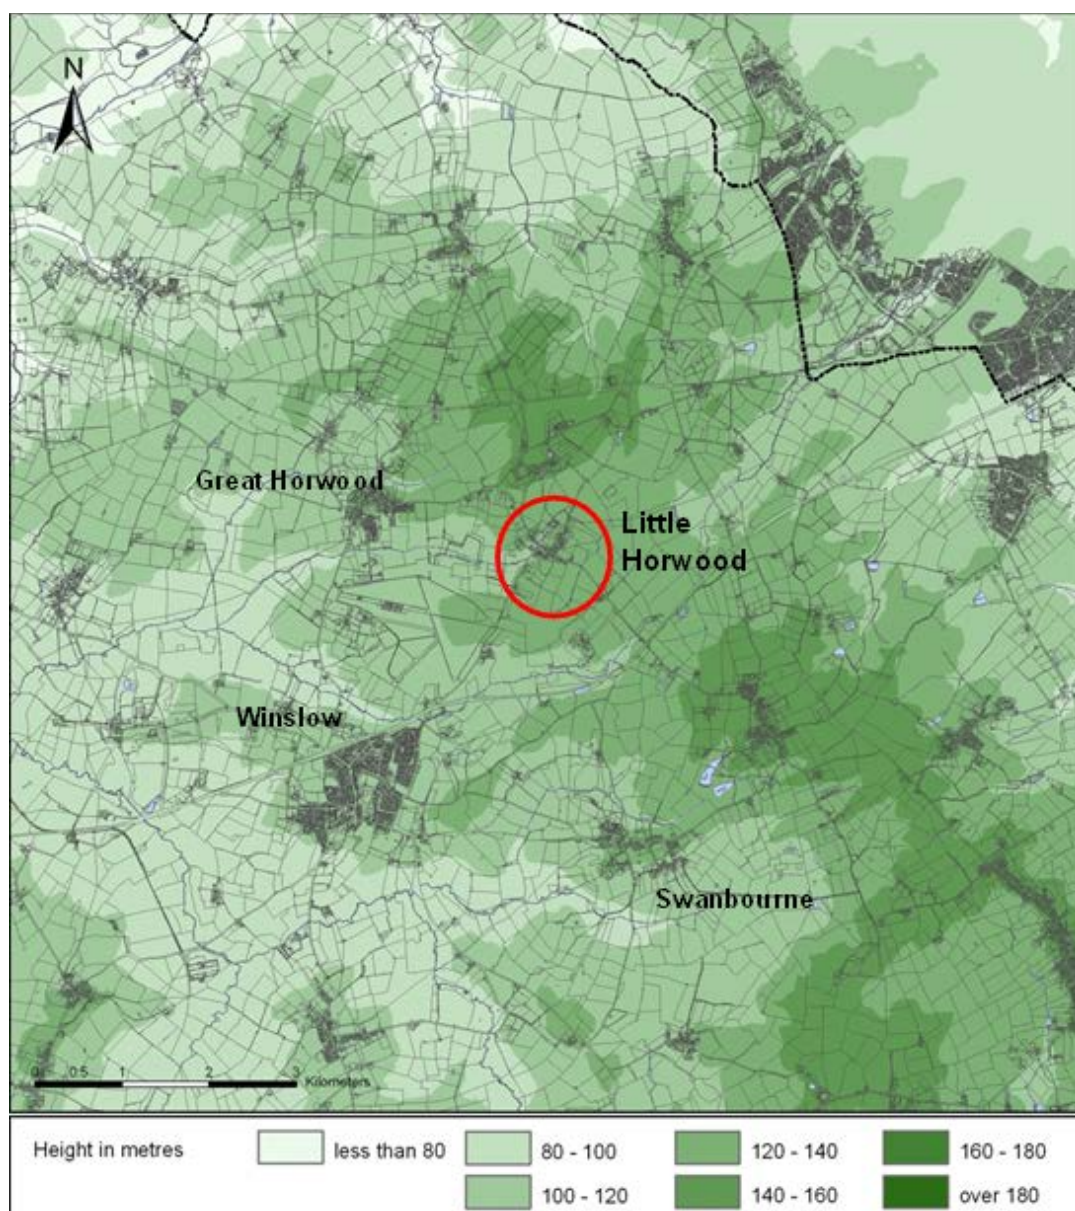 N
Great Horwood
Little
Horwood
Winslow
Swanbourne
0 0.5 1 2 3
Kilometers
Height in metres
less than 80
80 - 100
120 - 140
160 - 180
100 - 120
140 - 160
over 180